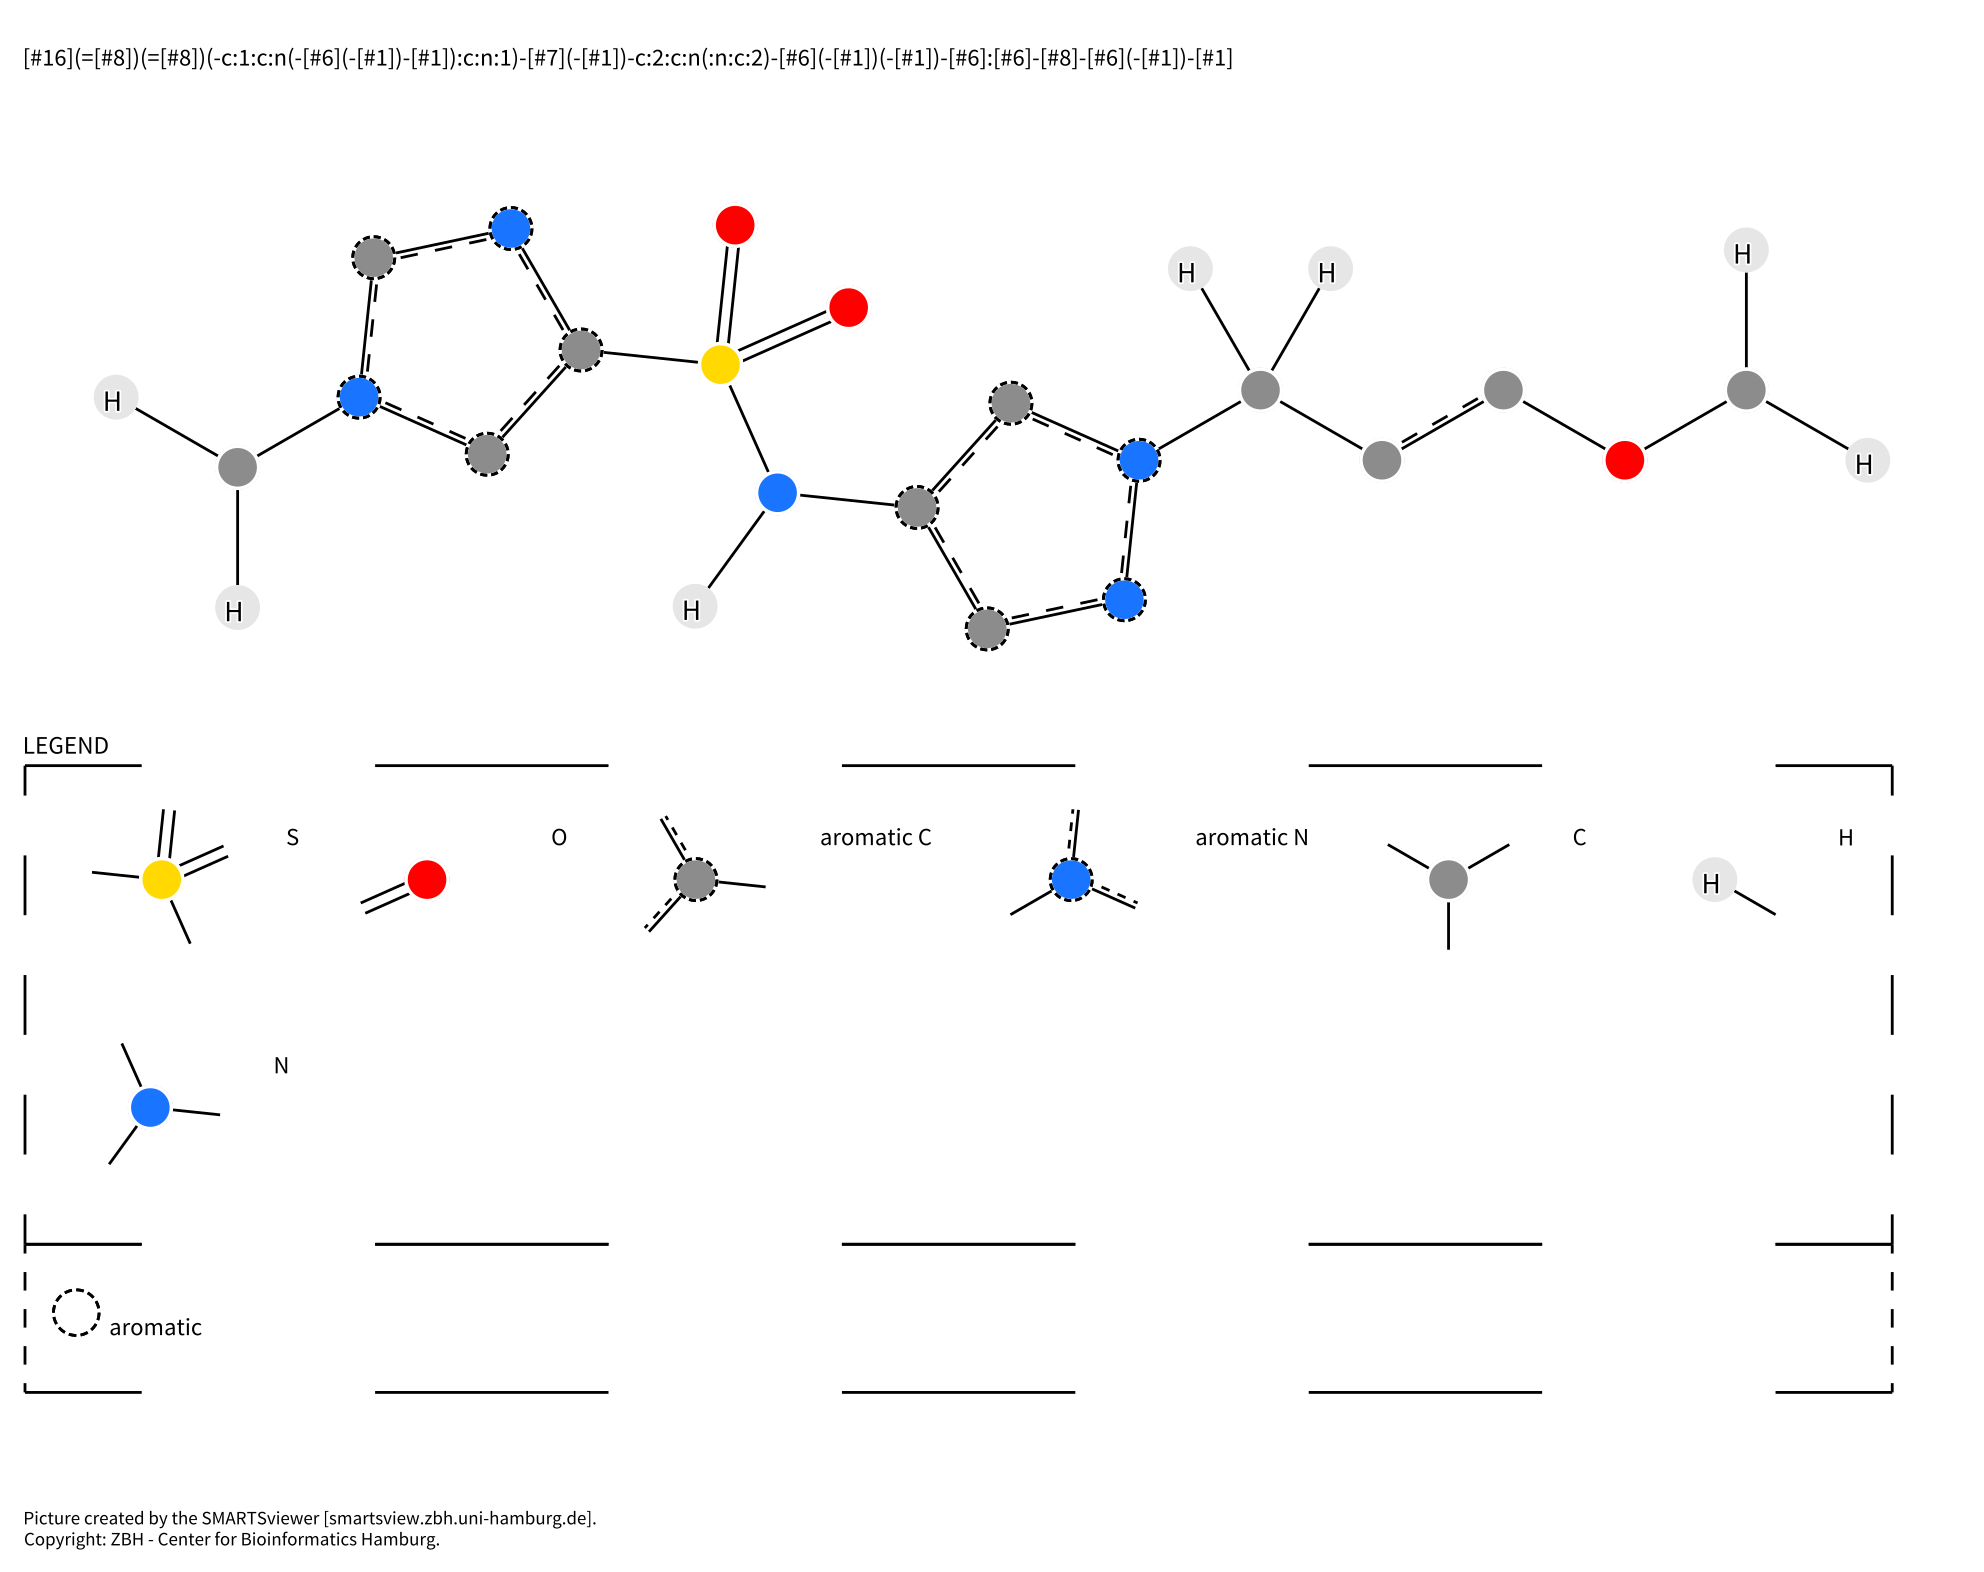 [#16](=[#8])(=[#8])(-c:1:c:n(-[#6](-[#1])-[#1]):c:n:1)-[#7](-[#1])-c:2:c:n(:n:c:2)-[#6](-[#1])(-[#1])-[#6]:[#6]-[#8]-[#6](-[#1])-[#1]
H H H
H
H H
H H
LEGEND
S O aromatic C aromatic N C H
H
N
aromatic
Picture created by the SMARTSviewer [smartsview.zbh.uni-hamburg.de].
Copyright: ZBH - Center for Bioinformatics Hamburg.